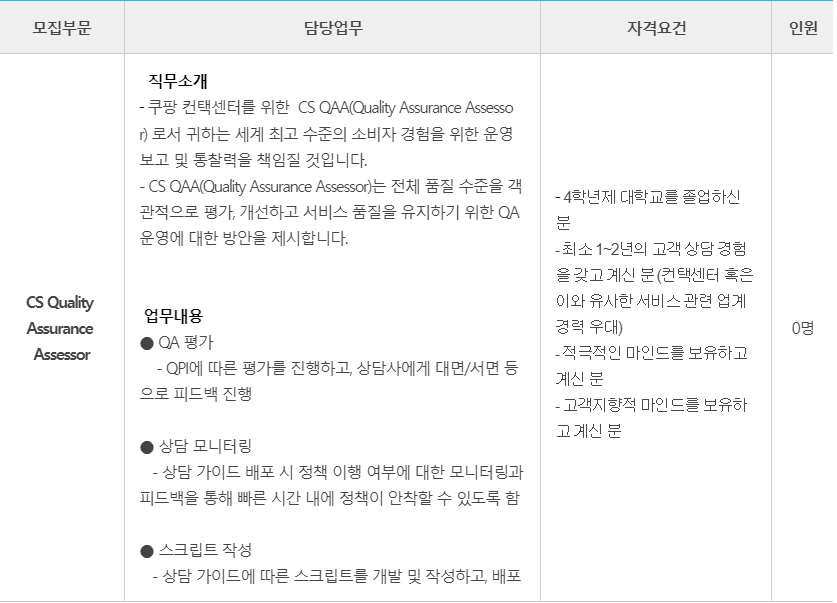 모집부문
담당업무
자격요건
인원
CS Quality
Assurance
Assessor
직무소개
- 쿠팡 컨택센터를 위한 CS QAA(Quality Assurance Assesso
r) 로서 귀하는 세계 최고 수준의 소비자 경험을 위한 운영
보고 및 통찰력을 책임질 것입니다.
- CS QAA(Quality Assurance Assessor)는 전체 품질 수준을 객
관적으로 평가, 개선하고 서비스 품질을 유지하기 위한 QA
운영에 대한 방안을 제시합니다.
업무내용
● QA 평가
- QPI에 따른 평가를 진행하고, 상담사에게 대면/서면 등
으로 피드백 진행
● 상담 모니터링
- 상담 가이드 배포 시 정책 이행 여부에 대한 모니터링과
피드백을 통해 빠른 시간 내에 정책이 안착할 수 있도록 함
● 스크립트 작성
- 상담 가이드에 따른 스크립트를 개발 및 작성하고, 배포
- 4학년제 대학교를 졸업하신
분
- 최소 1~2년의 고객 상담 경험
을 갖고 계신 분(컨택센터 혹은
이와 유사한 서비스 관련 업계
경력 우대)
- 적극적인 마인드를 보유하고
계신 분
- 고객지향적 마인드를 보유하
고 계신 분
0명